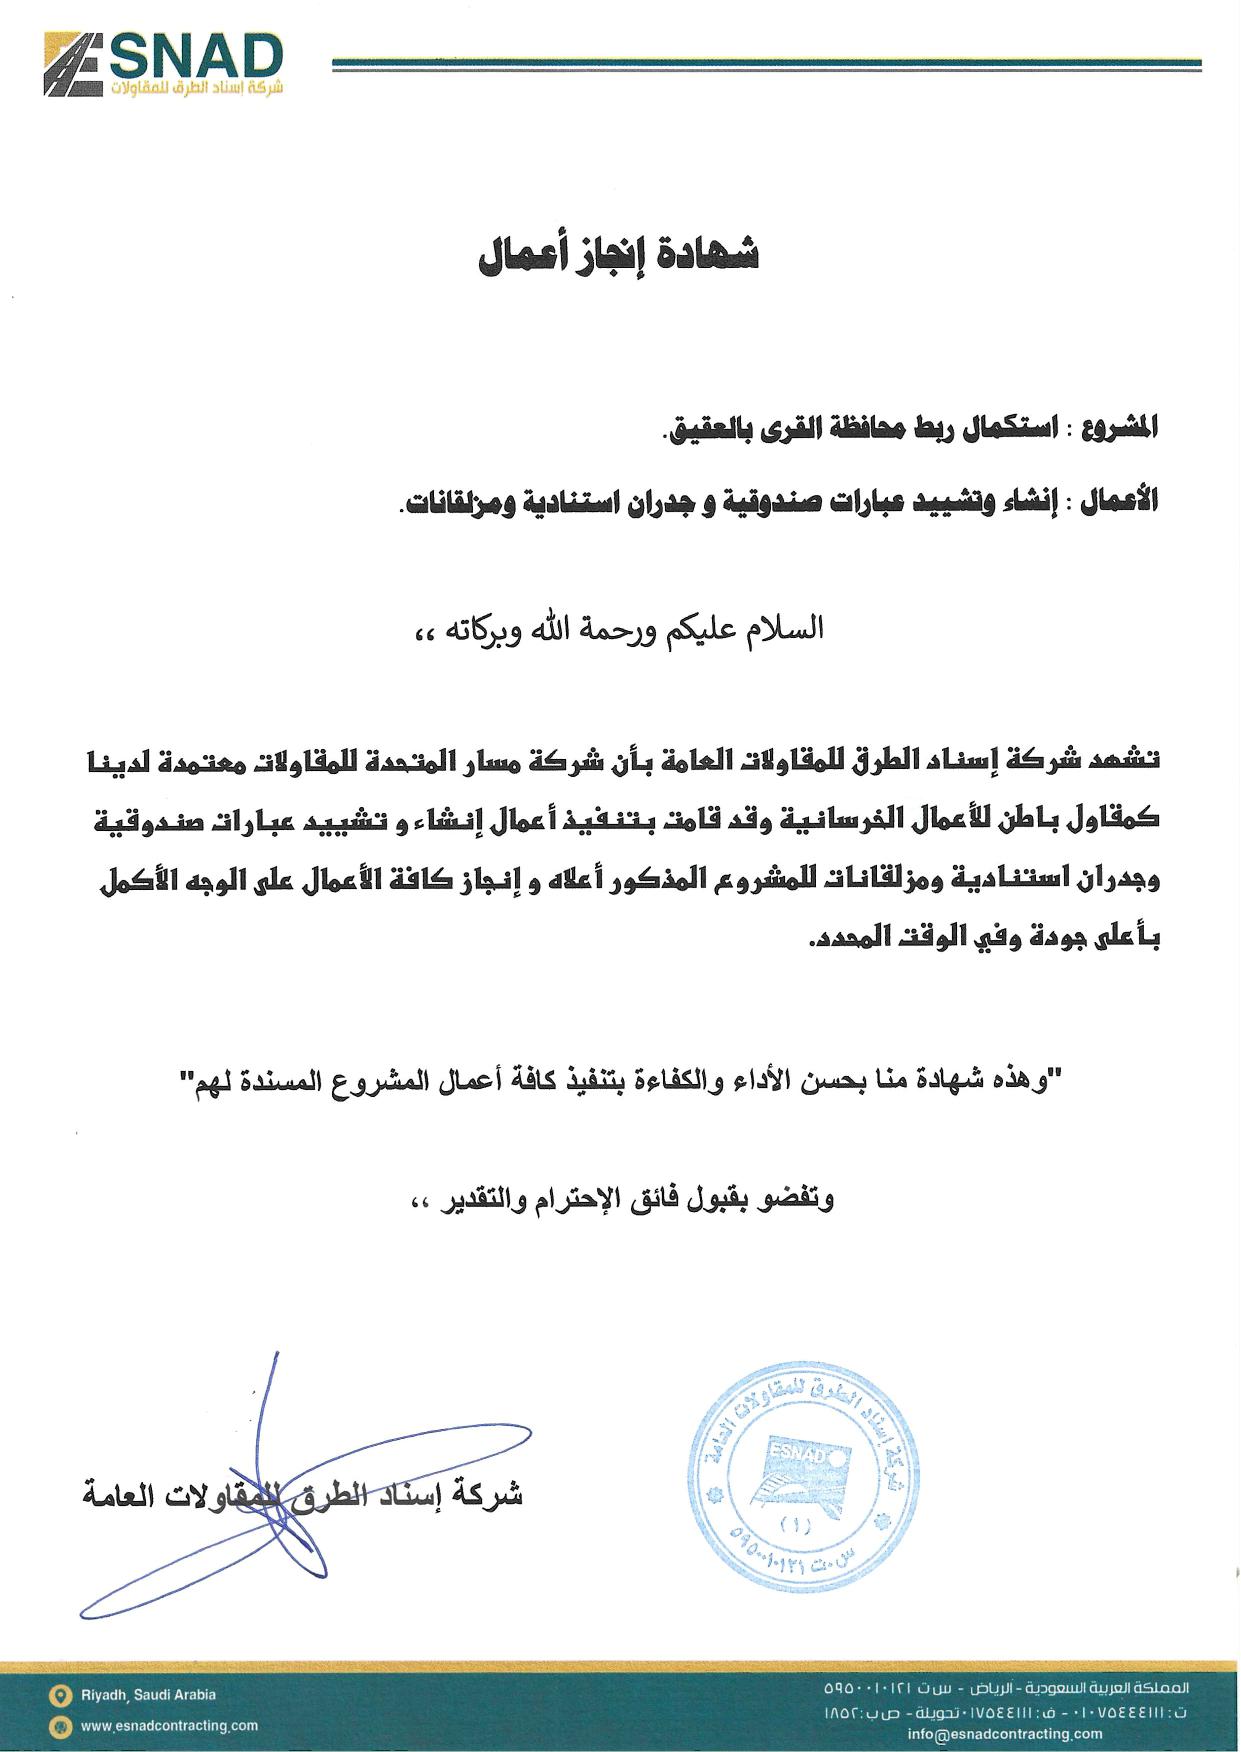 ESNAD
شركة إسناد الطرق للمقاولات
شهادة إنجاز أعمال
المشروع : استكمال ربط محافظة القرى بالعقيق.
الأعمال : إنشاء وتشييد عبارات صندوقية و جدران استنادية ومزلقانات.
السلام عليكم ورحمة الله وبركاته ،،
تشهد شركة إسناد الطرق للمقاولات العامة بأن شركة مسار المتحدة للمقاولات معتمدة لدينا
كمقاول باطن للأعمال الخرسانية وقد قامت بتنفيذ أعمال إنشاء و تشييد عبارات صندوقية
وجدران استنادية ومزلقانات للمشروع المذكور أعلاه و إنجاز كافة الأعمال على الوجه الأكمل
بأعلى جودة وفي الوقت المحدد.
"وهذه شهادة منا بحسن الأداء والكفاءة بتنفيذ كافة أعمال المشروع المسندة لهم"
وتفضو بقبول فائق الإحترام والتقدير ،،
شركة إسناد الطرق للمقاولات العامة
شركة إسناد الطرق للمقاولات العامة
ESNAD
(١)
س.ت ٥٩٥٠٠١٠١٢١
المملكة العربية السعودية - الرياض - س ت ٥٩٥٠٠١٠١٢١
ت: ٠١٠٧٥٤٤٤١١١ - ف: ٠١٧٥٤٤١١١ تحويلة - ص ب: ١٨٥٢
info@esnadcontracting.com
Riyadh, Saudi Arabia
www.esnadcontracting.com